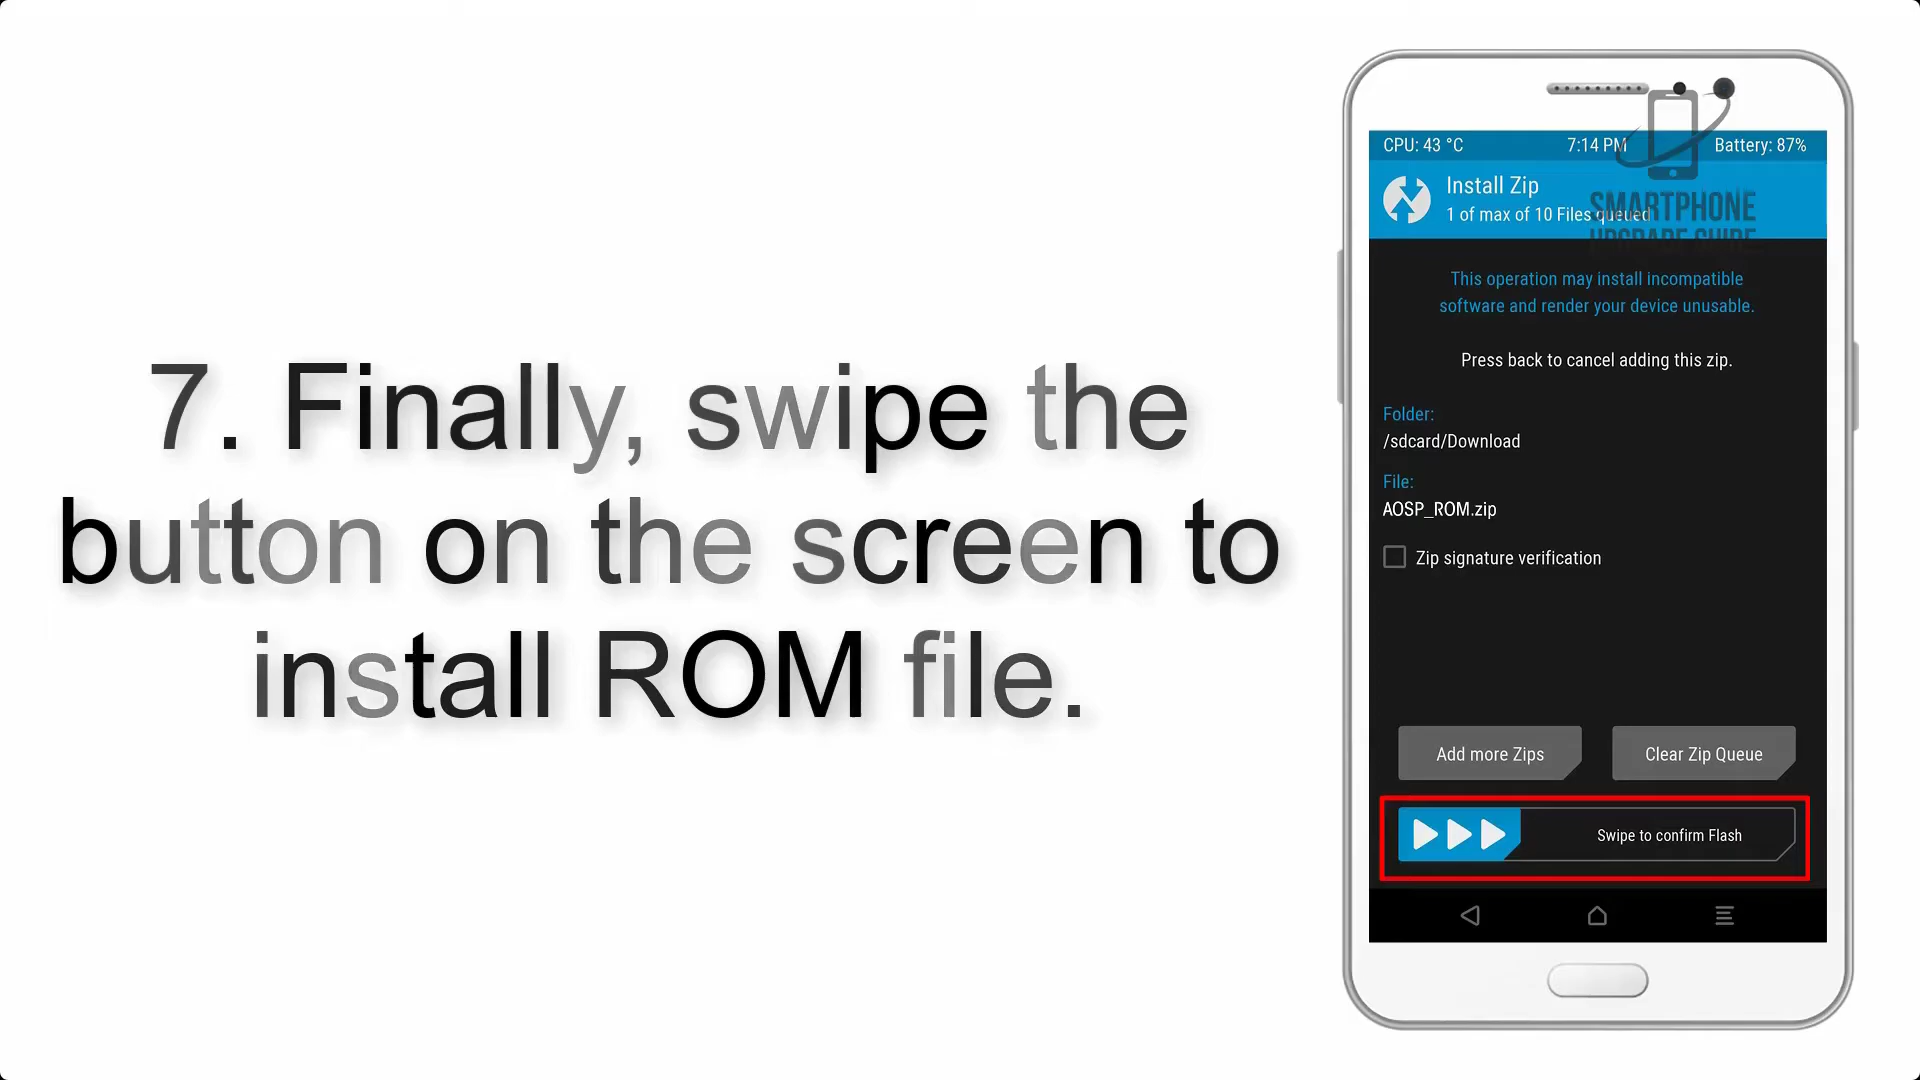 7. Finally, swipe the
button on the screen to
install ROM file.
CPU: 43 °C 7:14 PM Battery: 87%
Install Zip
1 of max of 10 Files queued
SMARTPHONE
UPGRADE GUIDE
This operation may install incompatible
software and render your device unusable.
Press back to cancel adding this zip.
Folder:
/sdcard/Download
File:
AOSP_ROM.zip
Zip signature verification
Add more Zips Clear Zip Queue
Swipe to confirm Flash